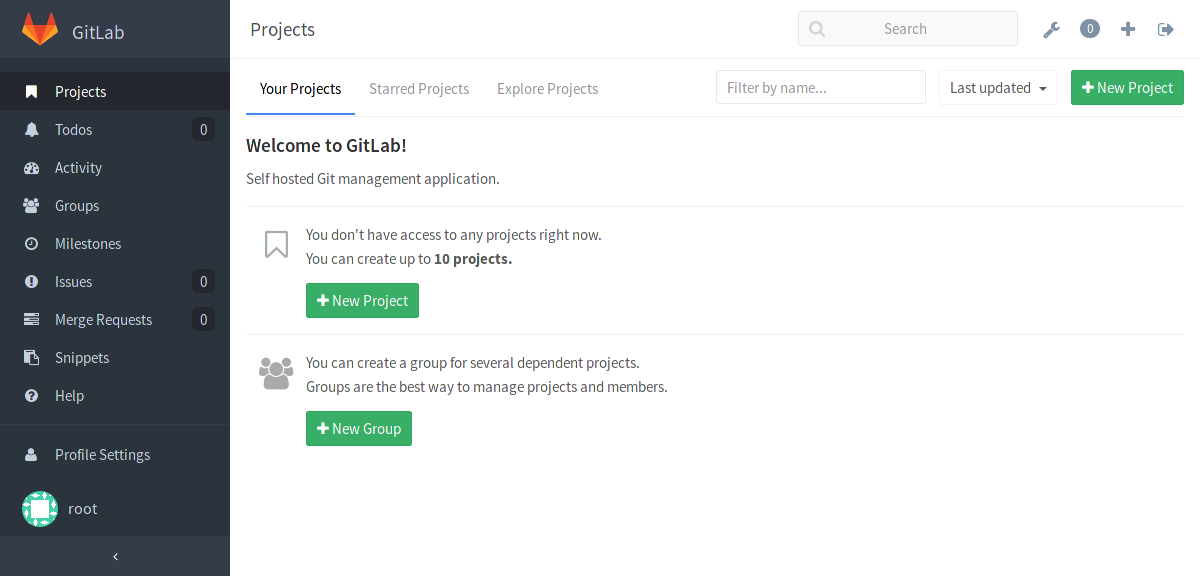 GitLab
Projects
Search
0
Projects
Todos 0
Activity
Groups
Milestones
Issues 0
Merge Requests 0
Snippets
Help
Profile Settings
root
Your Projects Starred Projects Explore Projects Filter by name... Last updated New Project
Welcome to GitLab!
Self hosted Git management application.
You don't have access to any projects right now.
You can create up to 10 projects.
New Project
You can create a group for several dependent projects.
Groups are the best way to manage projects and members.
New Group